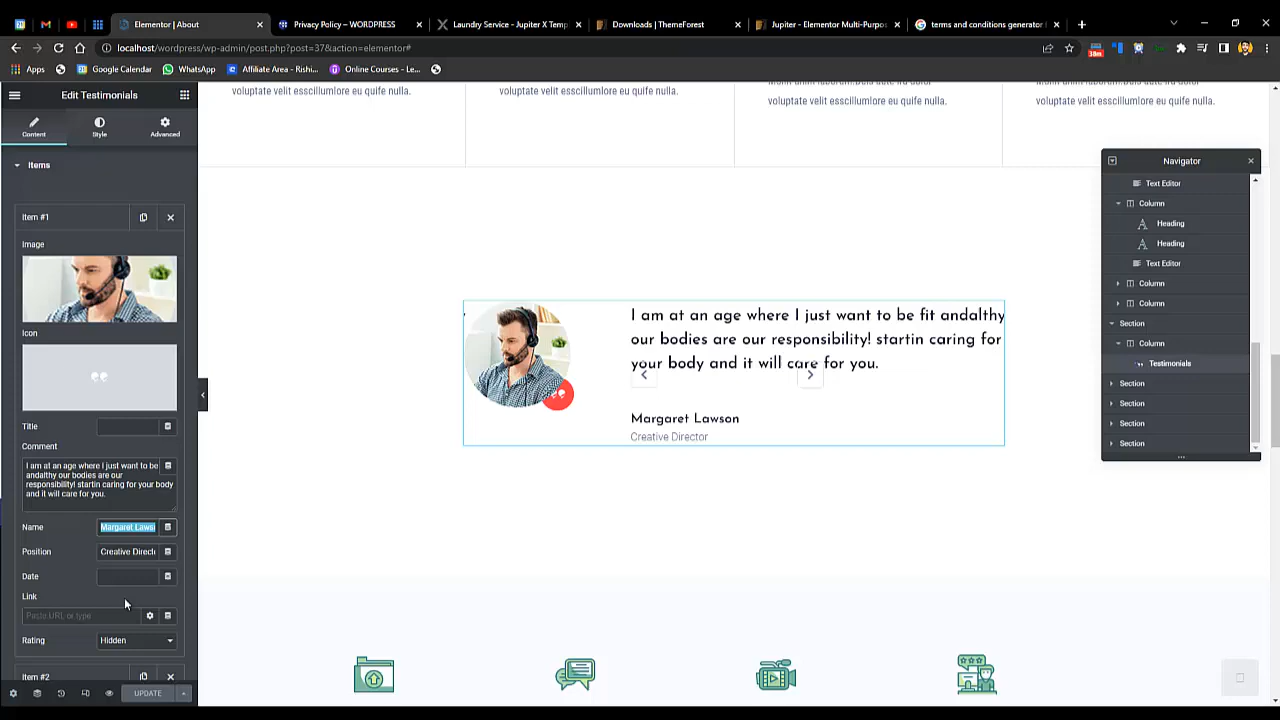 Elementor | About
Privacy Policy – WORDPRESS
Laundry Service - Jupiter X Temp
Downloads | ThemeForest
Jupiter - Elementor Multi-Purpos
terms and conditions generator
localhost/wordpress/wp-admin/post.php?post=37&action=elementor#
Apps
Google Calendar
WhatsApp
Affiliate Area - Rishi...
Online Courses - Le...
Edit Testimonials
Content
Style
Advanced
Items
Item #1
Image
Icon
Title
Comment
I am at an age where I just want to be
andalthy our bodies are our
responsibility! startin caring for your body
and it will care for you.
Name
Margaret Laws
Position
Creative Direct
Date
Link
Paste URL or type
Rating
Hidden
Item #2
UPDATE
voluptate velit esscillumlore eu quife nulla.
voluptate velit esscillumlore eu quife nulla.
voluptate velit esscillumlore eu quife nulla.
voluptate velit esscillumlore eu quife nulla.
I am at an age where I just want to be fit andalthy
our bodies are our responsibility! startin caring for
your body and it will care for you.
Margaret Lawson
Creative Director
Navigator
Text Editor
Column
Heading
Heading
Text Editor
Column
Column
Section
Column
Testimonials
Section
Section
Section
Section